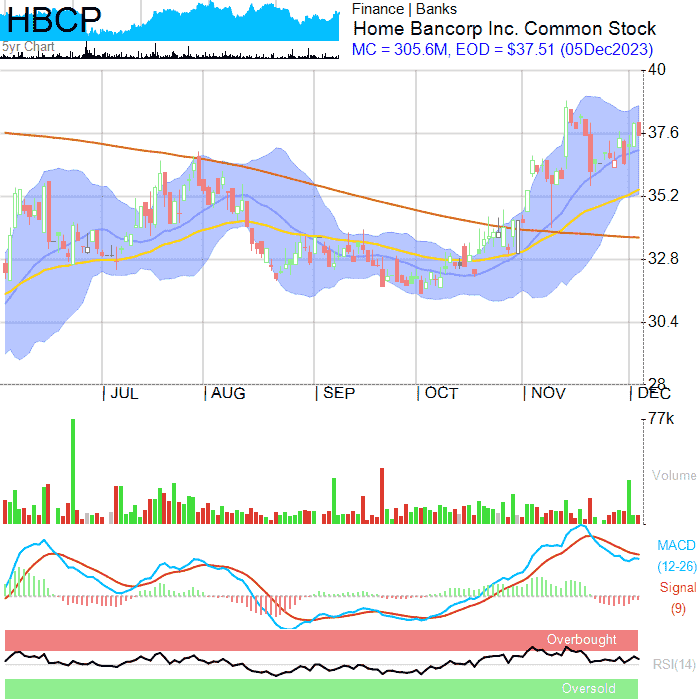 HBCP
5yr Chart
Finance | Banks
Home Bancorp Inc. Common Stock
MC = 305.6M, EOD = $37.51 (05Dec2023)
40
37.6
35.2
32.8
30.4
28
JUL AUG SEP OCT NOV DEC
77k
Volume
MACD
(12-26)
Signal
(9)
Overbought
RSI(14)
Oversold